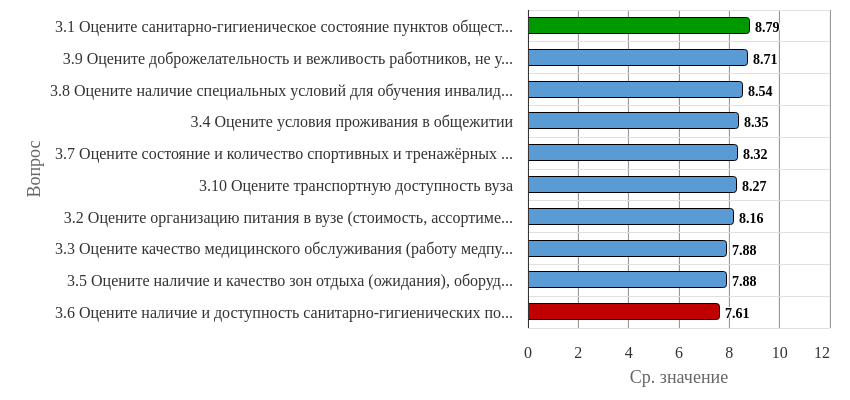 3.1 Оцените санитарно-гигиеническое состояние пунктов общест... 8.79
3.9 Оцените доброжелательность и вежливость работников, не у... 8.71
3.8 Оцените наличие специальных условий для обучения инвалид... 8.54
3.4 Оцените условия проживания в общежитии 8.35
3.7 Оцените состояние и количество спортивных и тренажёрных ... 8.32
3.10 Оцените транспортную доступность вуза 8.27
3.2 Оцените организацию питания в вузе (стоимость, ассортиме... 8.16
3.3 Оцените качество медицинского обслуживания (работу медпу... 7.88
3.5 Оцените наличие и качество зон отдыха (ожидания), оборуд... 7.88
3.6 Оцените наличие и доступность санитарно-гигиенических по... 7.61
Вопрос
0 2 4 6 8 10 12
Ср. значение